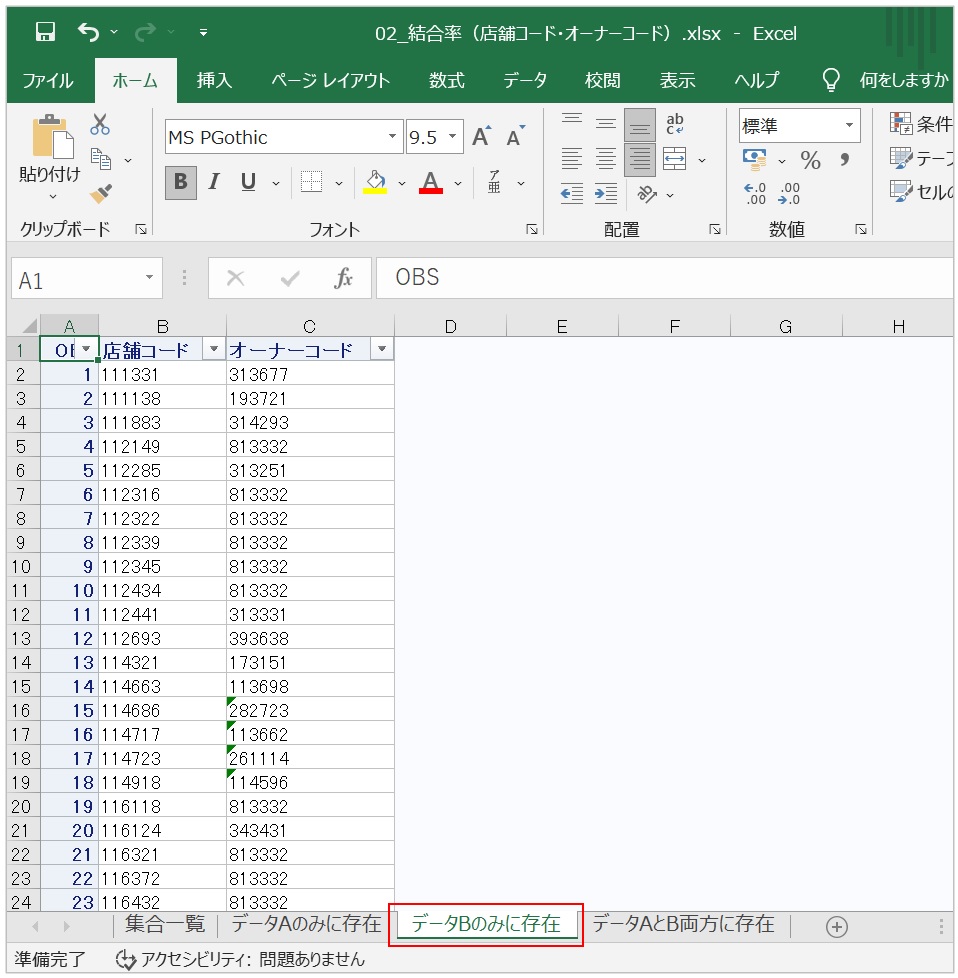 02_結合率（店舗コード・オーナーコード）.xlsx - Excel
ファイル ホーム 挿入 ページ レイアウト 数式 データ 校閲 表示 ヘルプ 何をしますか
貼り付け
MS PGothic 9.5 A A
B I U A 亜
ab c
標準
% ,
←.0 .00 .00 →.0
条件
テーブ
セルの
クリップボード フォント 配置 数値
A1 fx OBS
A B C D E F G H
1 OB 店舗コード オーナーコード
2 1 111331 313677
3 2 111138 193721
4 3 111883 314293
5 4 112149 813332
6 5 112285 313251
7 6 112316 813332
8 7 112322 813332
9 8 112339 813332
10 9 112345 813332
11 10 112434 813332
12 11 112441 313331
13 12 112693 393638
14 13 114321 173151
15 14 114663 113698
16 15 114686 282723
17 16 114717 113662
18 17 114723 261114
19 18 114918 114596
20 19 116118 813332
21 20 116124 343431
22 21 116321 813332
23 22 116372 813332
24 23 116432 813332
集合一覧 データAのみに存在 データBのみに存在 データAとB両方に存在
準備完了 アクセシビリティ: 問題ありません